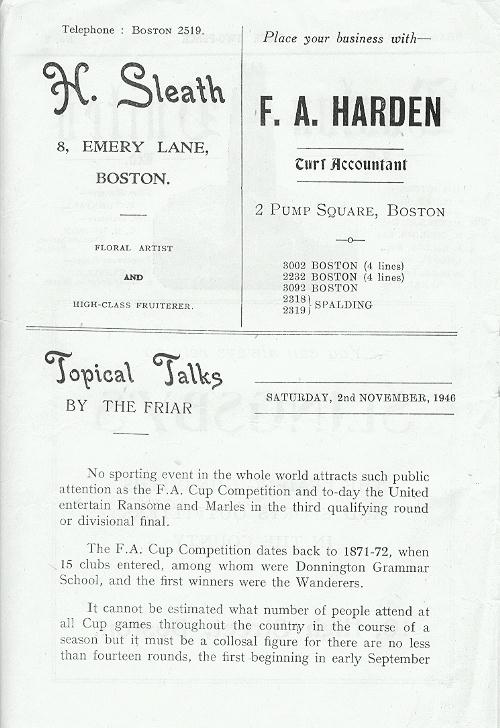 Telephone : BOSTON 2519.
H. Sleath
8, EMERY LANE,
BOSTON.
FLORAL ARTIST
AND
HIGH-CLASS FRUITERER.
Place your business with—
F. A. HARDEN
Turf Accountant
2 PUMP SQUARE, BOSTON
3002 BOSTON (4 lines)
2232 BOSTON (4 lines)
3092 BOSTON
2318} SPALDING
2319}
Topical Talks
BY THE FRIAR
SATURDAY, 2nd NOVEMBER, 1946
No sporting event in the whole world attracts such public
attention as the F.A. Cup Competition and to-day the United
entertain Ransome and Marles in the third qualifying round
or divisional final.
The F.A. Cup Competition dates back to 1871-72, when
15 clubs entered, among whom were Donnington Grammar
School, and the first winners were the Wanderers.
It cannot be estimated what number of people attend at
all Cup games throughout the country in the course of a
season but it must be a collosal figure for there are no less
than fourteen rounds, the first beginning in early September